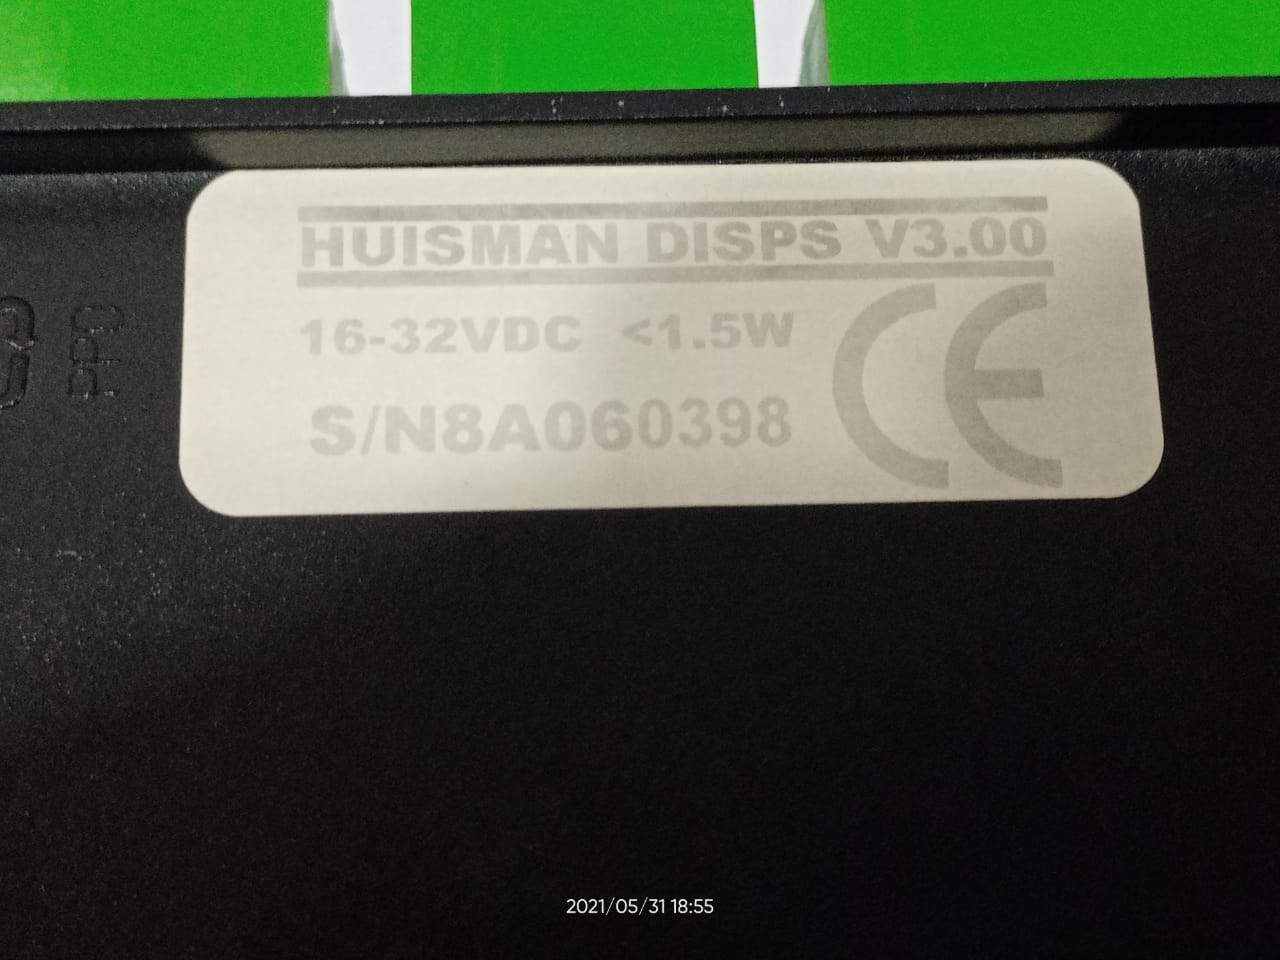 HUISMAN DISPS V3.00
16-32VDC <1.5W
S/N8A060398
CE
2021/05/31 18:55